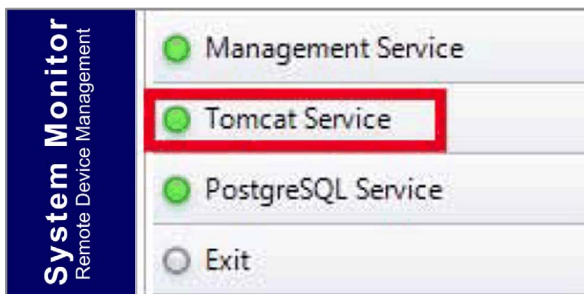 System Monitor
Remote Device Management
Management Service
Tomcat Service
PostgreSQL Service
Exit